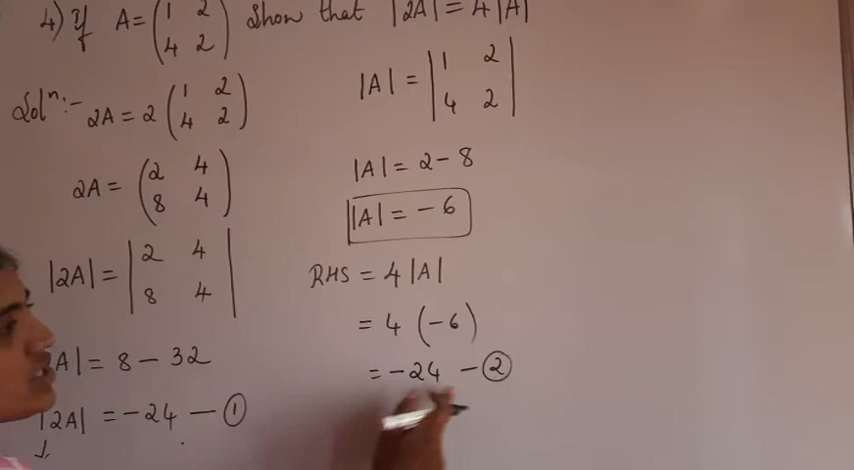 4) If A = (1 2
4 2) show that |2A| = 4|A|
Solⁿ:- 2A = 2 (1 2
4 2)
2A = (2 4
8 4)
|2A| = |2 4
8 4|
A| = 8 - 32
|2A| = -24 - ①
|A| = |1 2
4 2|
|A| = 2 - 8
|A| = -6
RHS = 4|A|
= 4 (-6)
= -24 - ②